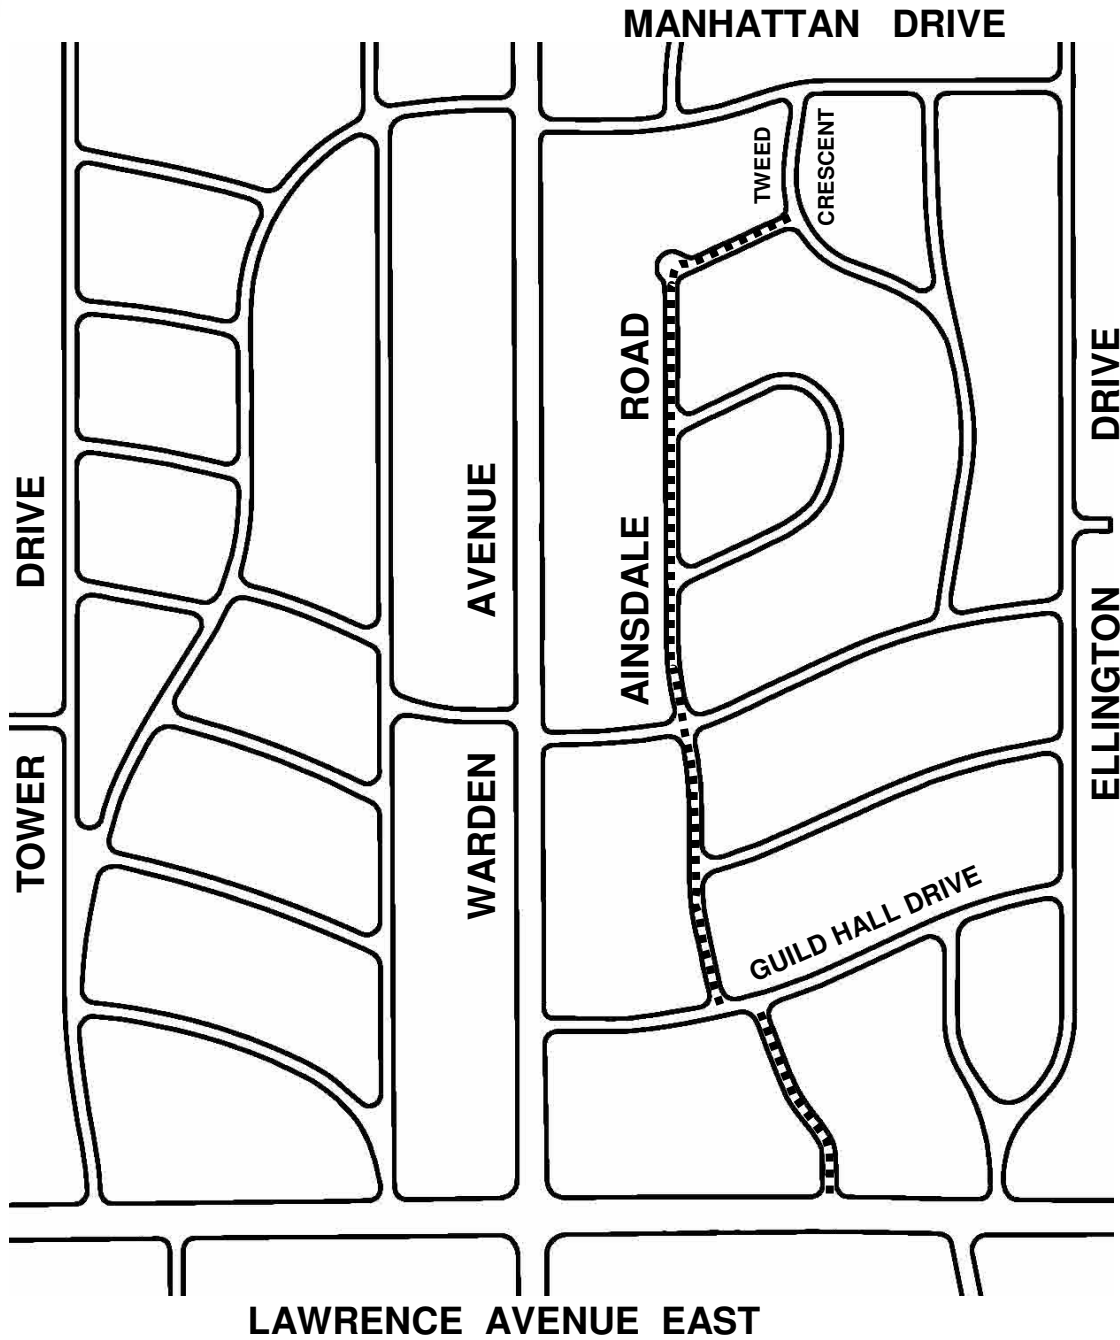 MANHATTAN DRIVE
TWEED
CRESCENT
AINSDALE ROAD
TOWER DRIVE
WARDEN AVENUE
ELLINGTON DRIVE
GUILD HALL DRIVE
LAWRENCE AVENUE EAST